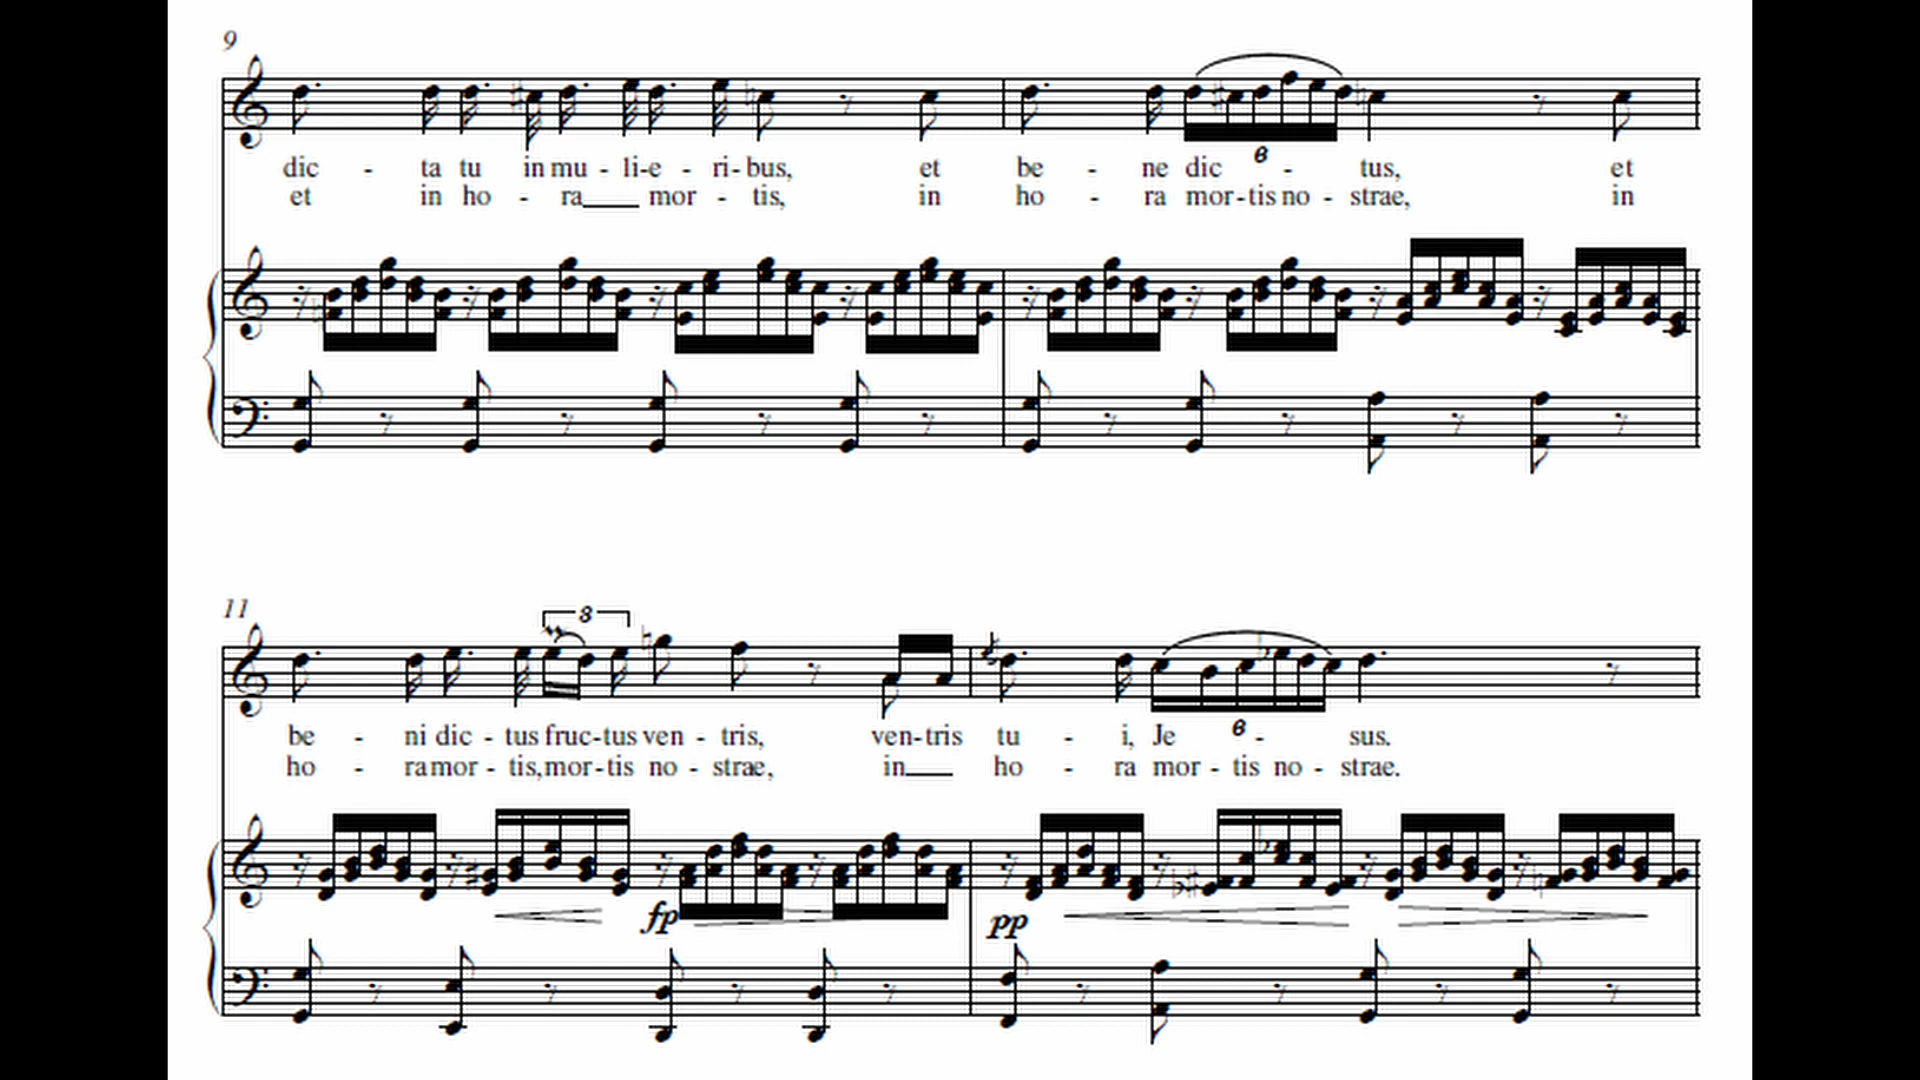 9
dic - ta tu in mu - li-e - ri-bus, et be - ne dic - tus, et
et in ho - ra mor - tis, in ho - ra mor-tis no - strae, in
6
11
3
be - ni dic - tus fruc-tus ven - tris, ven-tris tu - i, Je - sus.
ho - ra mor - tis, mor-tis no - strae, in ho - ra mor - tis no - strae.
6
fp pp